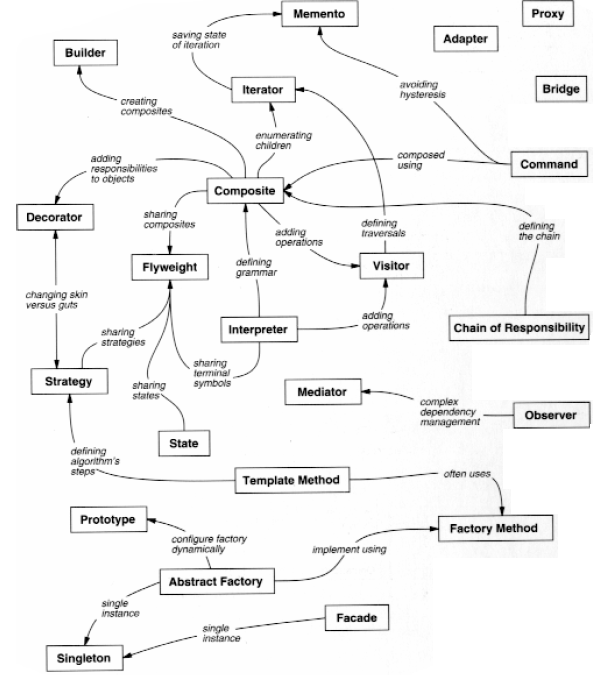 Memento
Proxy
saving state
of iteration
Adapter
Builder
Iterator
avoiding
hysteresis
Bridge
creating
composites
enumerating
children
adding
responsibilities
to objects
composed
using
Command
Composite
Decorator
sharing
composites
adding
operations
defining
traversals
defining
the chain
Flyweight
defining
grammar
Visitor
changing skin
versus guts
Interpreter
adding
operations
Chain of Responsibility
sharing
strategies
sharing
terminal
symbols
Strategy
sharing
states
Mediator
complex
dependency
management
Observer
State
defining
algorithm's
steps
Template Method
often uses
Prototype
configure factory
dynamically
implement using
Factory Method
Abstract Factory
single
instance
single
instance
Facade
Singleton